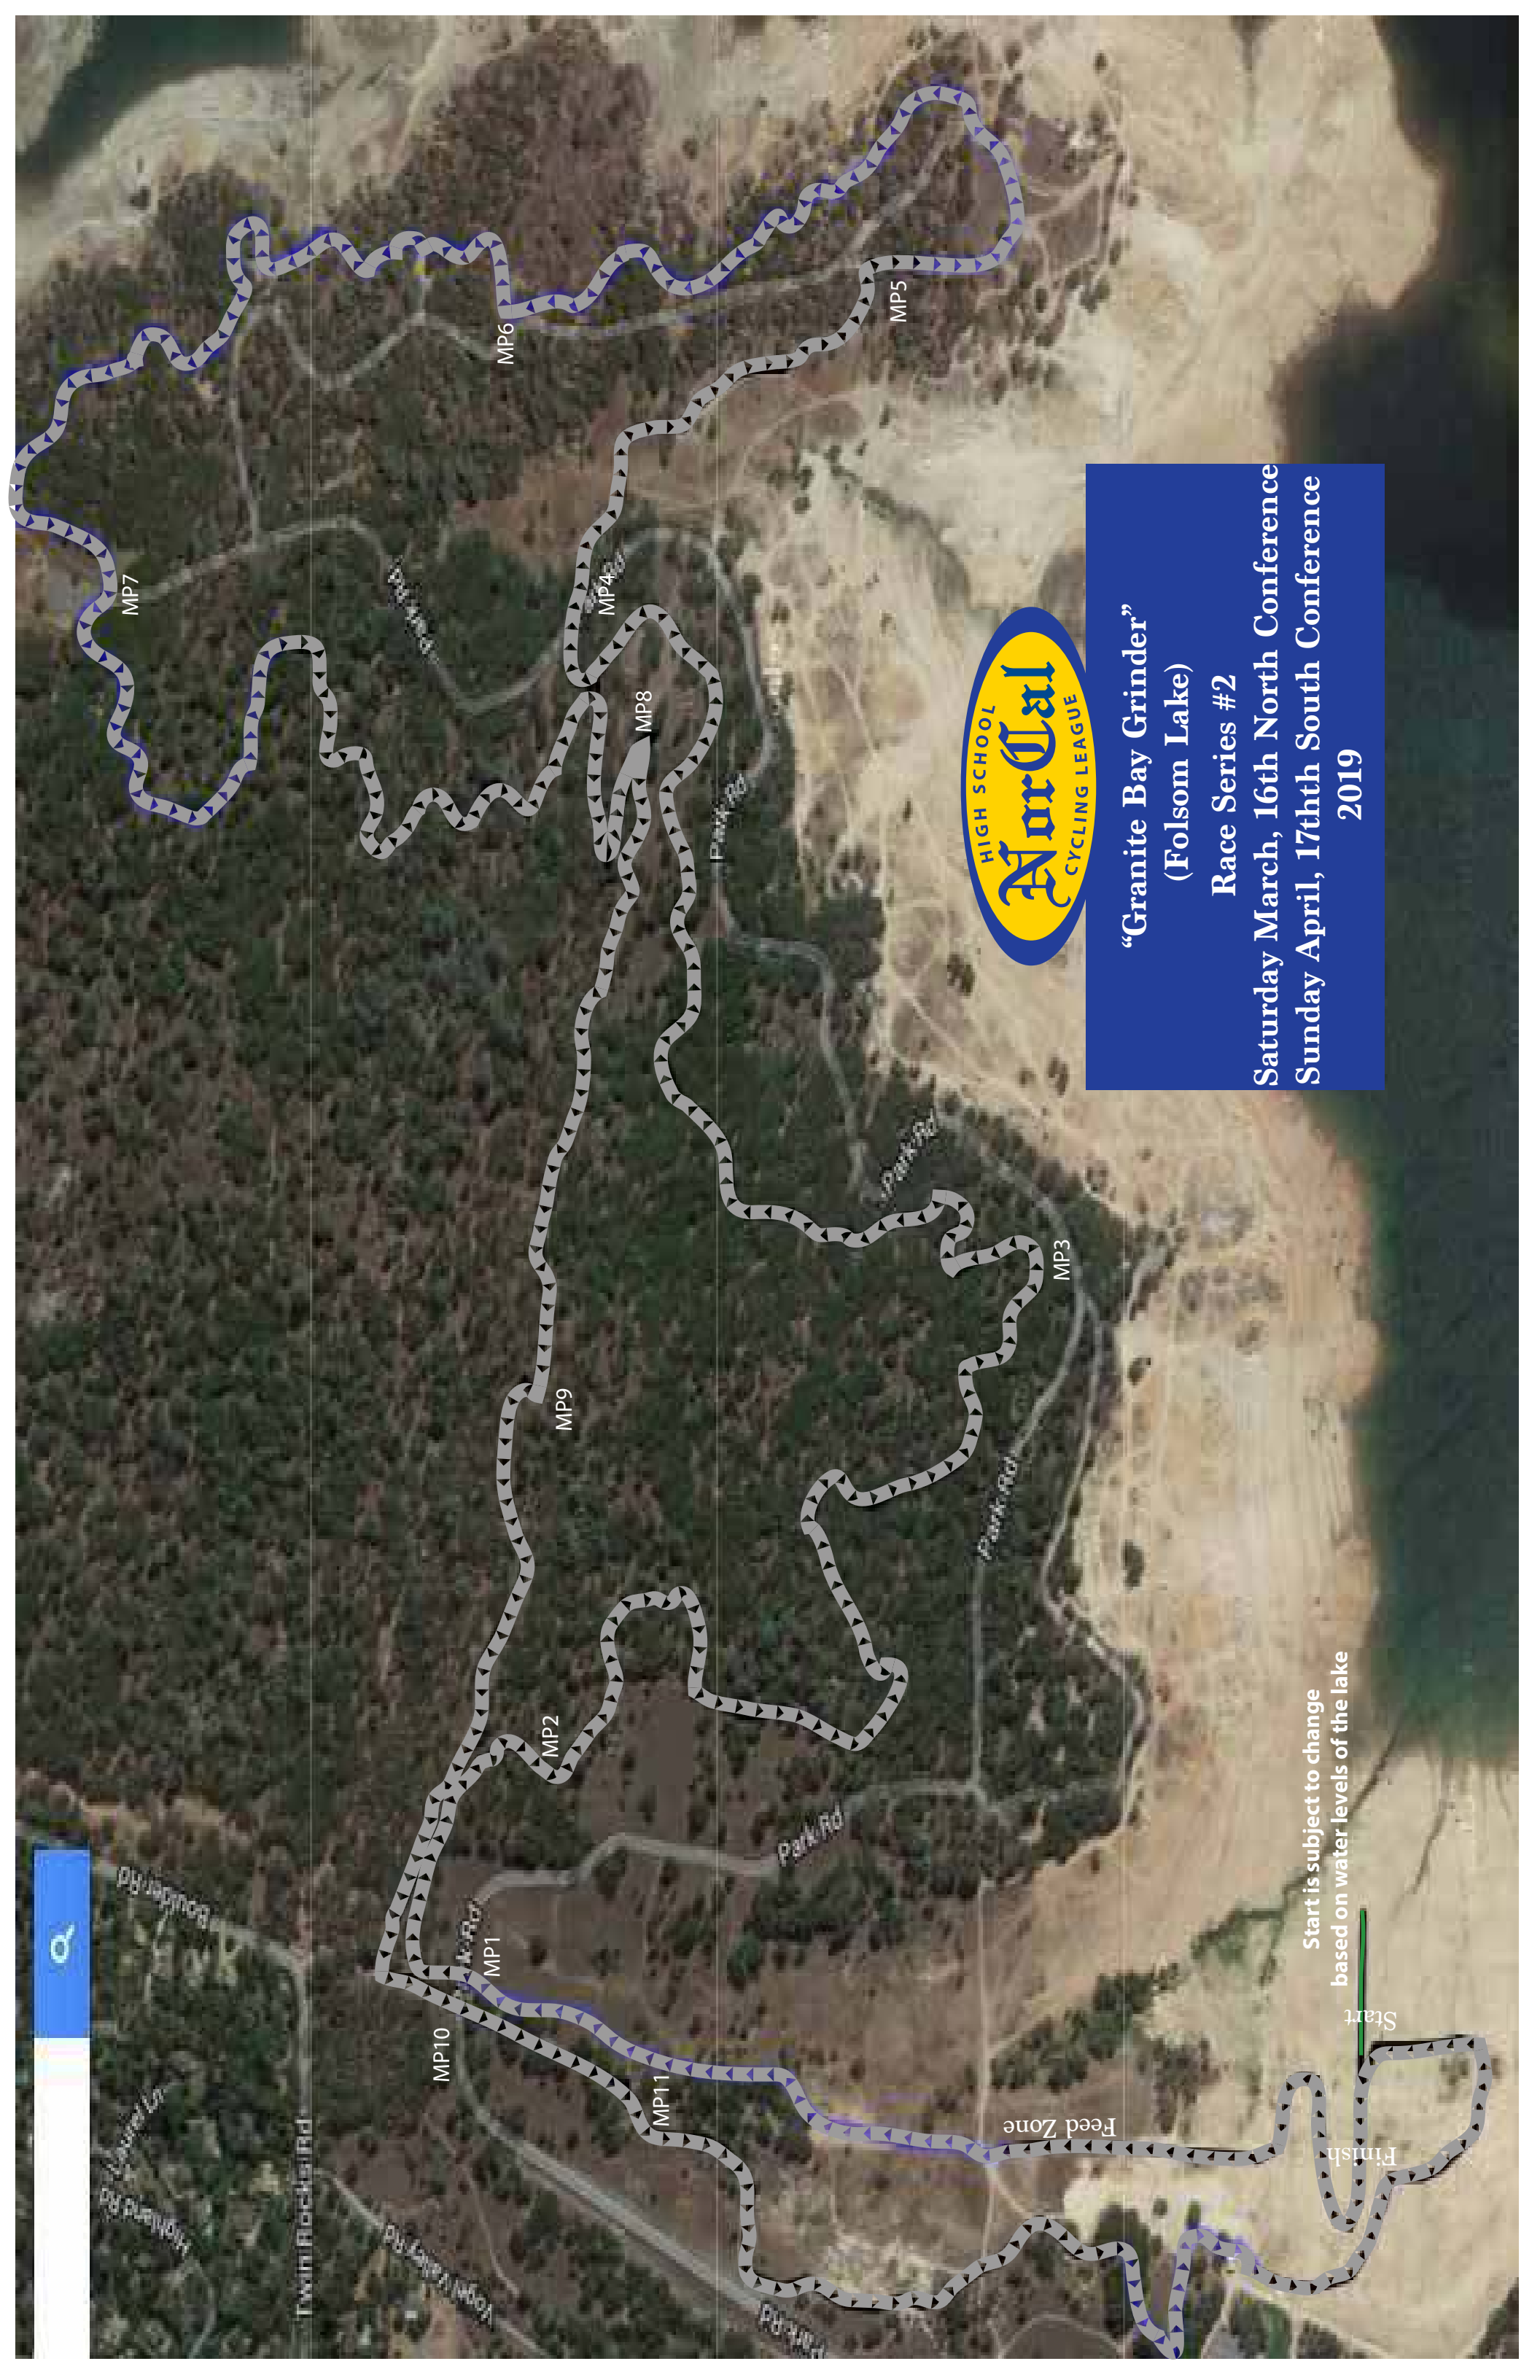 HIGH SCHOOL
NorCal
CYCLING LEAGUE
“Granite Bay Grinder”
(Folsom Lake)
Race Series #2
Saturday March, 16th North Conference
Sunday April, 17thth South Conference
2019
MP5
MP6
MP7
MP4
MP8
Park Rd
Park Rd
MP3
MP9
Park Rd
MP2
Park Rd
Boulder Rd
MP1
MP10
MP11
Twin Rocks Rd
Highland Rd
Vogel Valley Rd
Park Rd
Feed Zone
Start is subject to change
based on water levels of the lake
Start
Finish